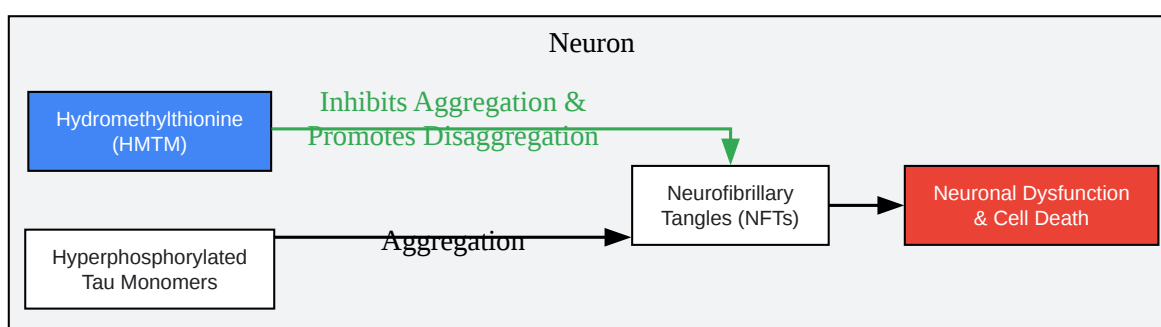 Neuron
Hydromethylthionine
(HMTM)
Inhibits Aggregation &
Promotes Disaggregation
Neurofibrillary
Tangles (NFTs)
Neuronal Dysfunction
& Cell Death
Hyperphosphorylated
Tau Monomers
Aggregation